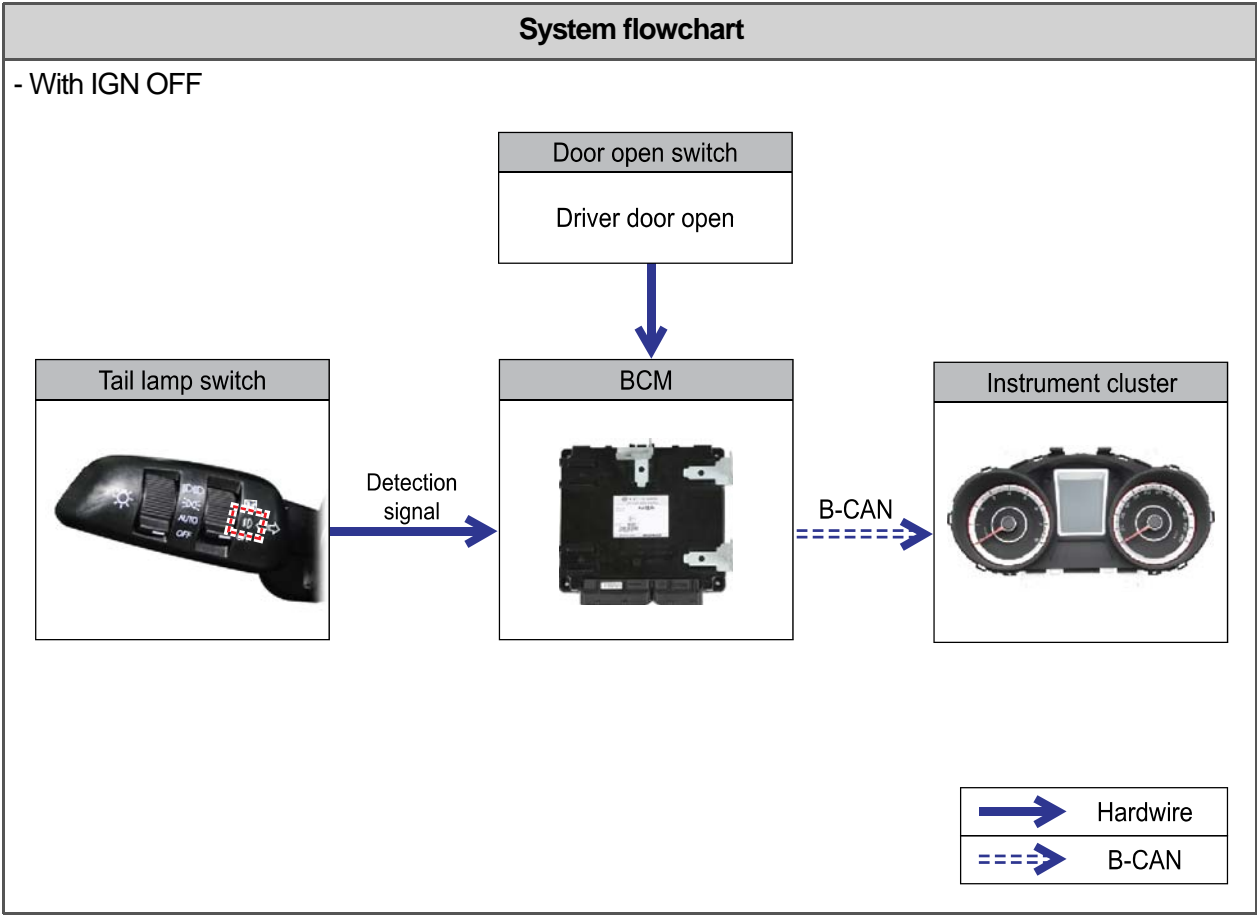 System flowchart
- With IGN OFF
Door open switch
Driver door open
Tail lamp switch
BCM
Instrument cluster
AUTO
OFF
Detection
signal
B-CAN
Hardwire
B-CAN